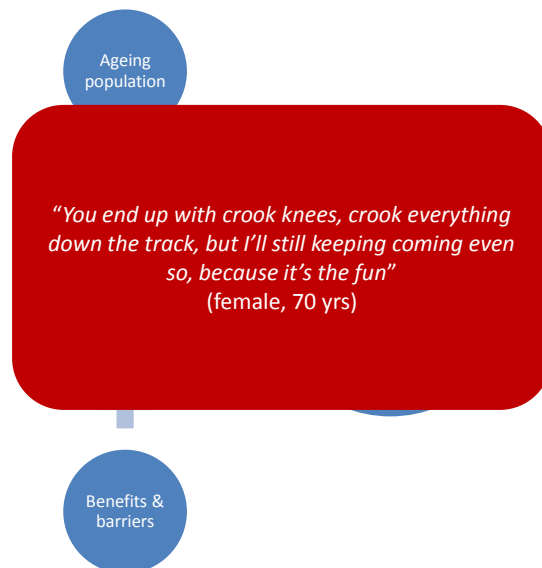 Ageing
population
“You end up with crook knees, crook everything
down the track, but I’ll still keeping coming even
so, because it’s the fun”
(female, 70 yrs)
Benefits &
barriers